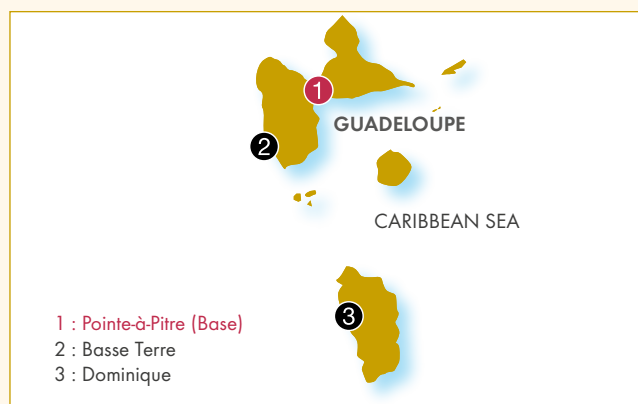 1
GUADELOUPE
2
CARIBBEAN SEA
3
1 : Pointe-à-Pitre (Base)
2 : Basse Terre
3 : Dominique